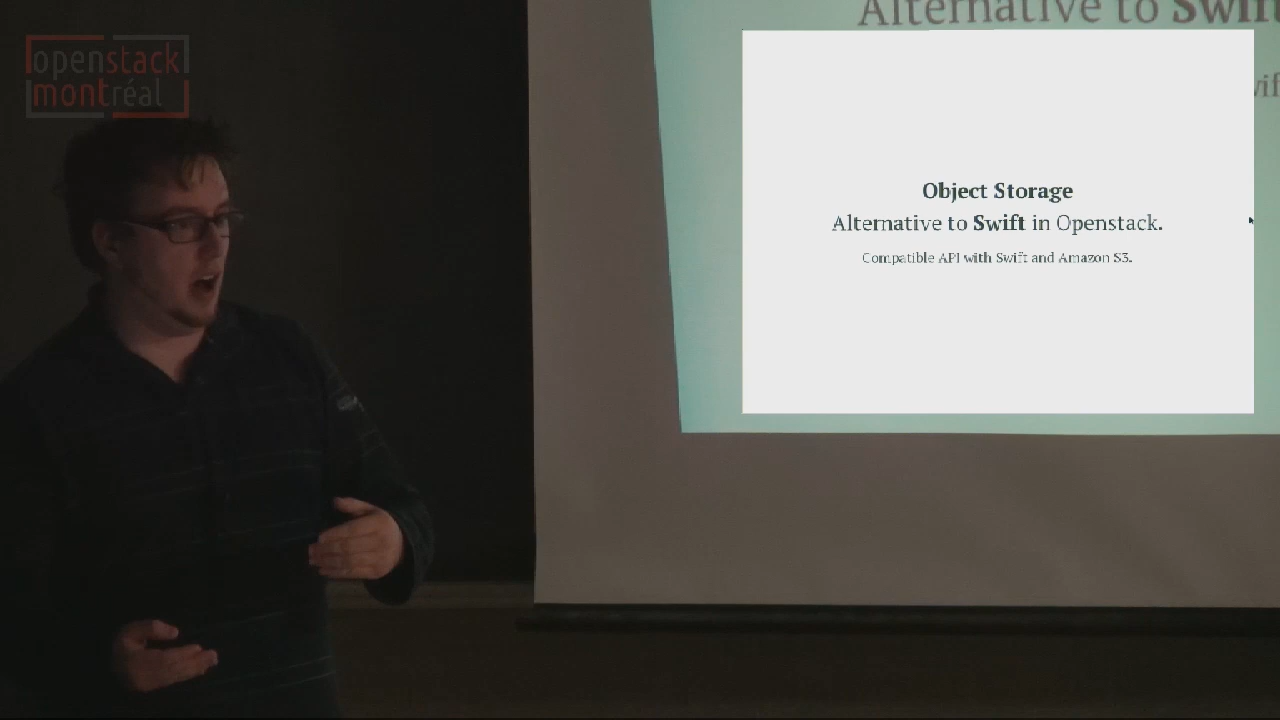 openstack
montréal
Alternative to Swift
Object Storage
Alternative to Swift in Openstack.
Compatible API with Swift and Amazon S3.